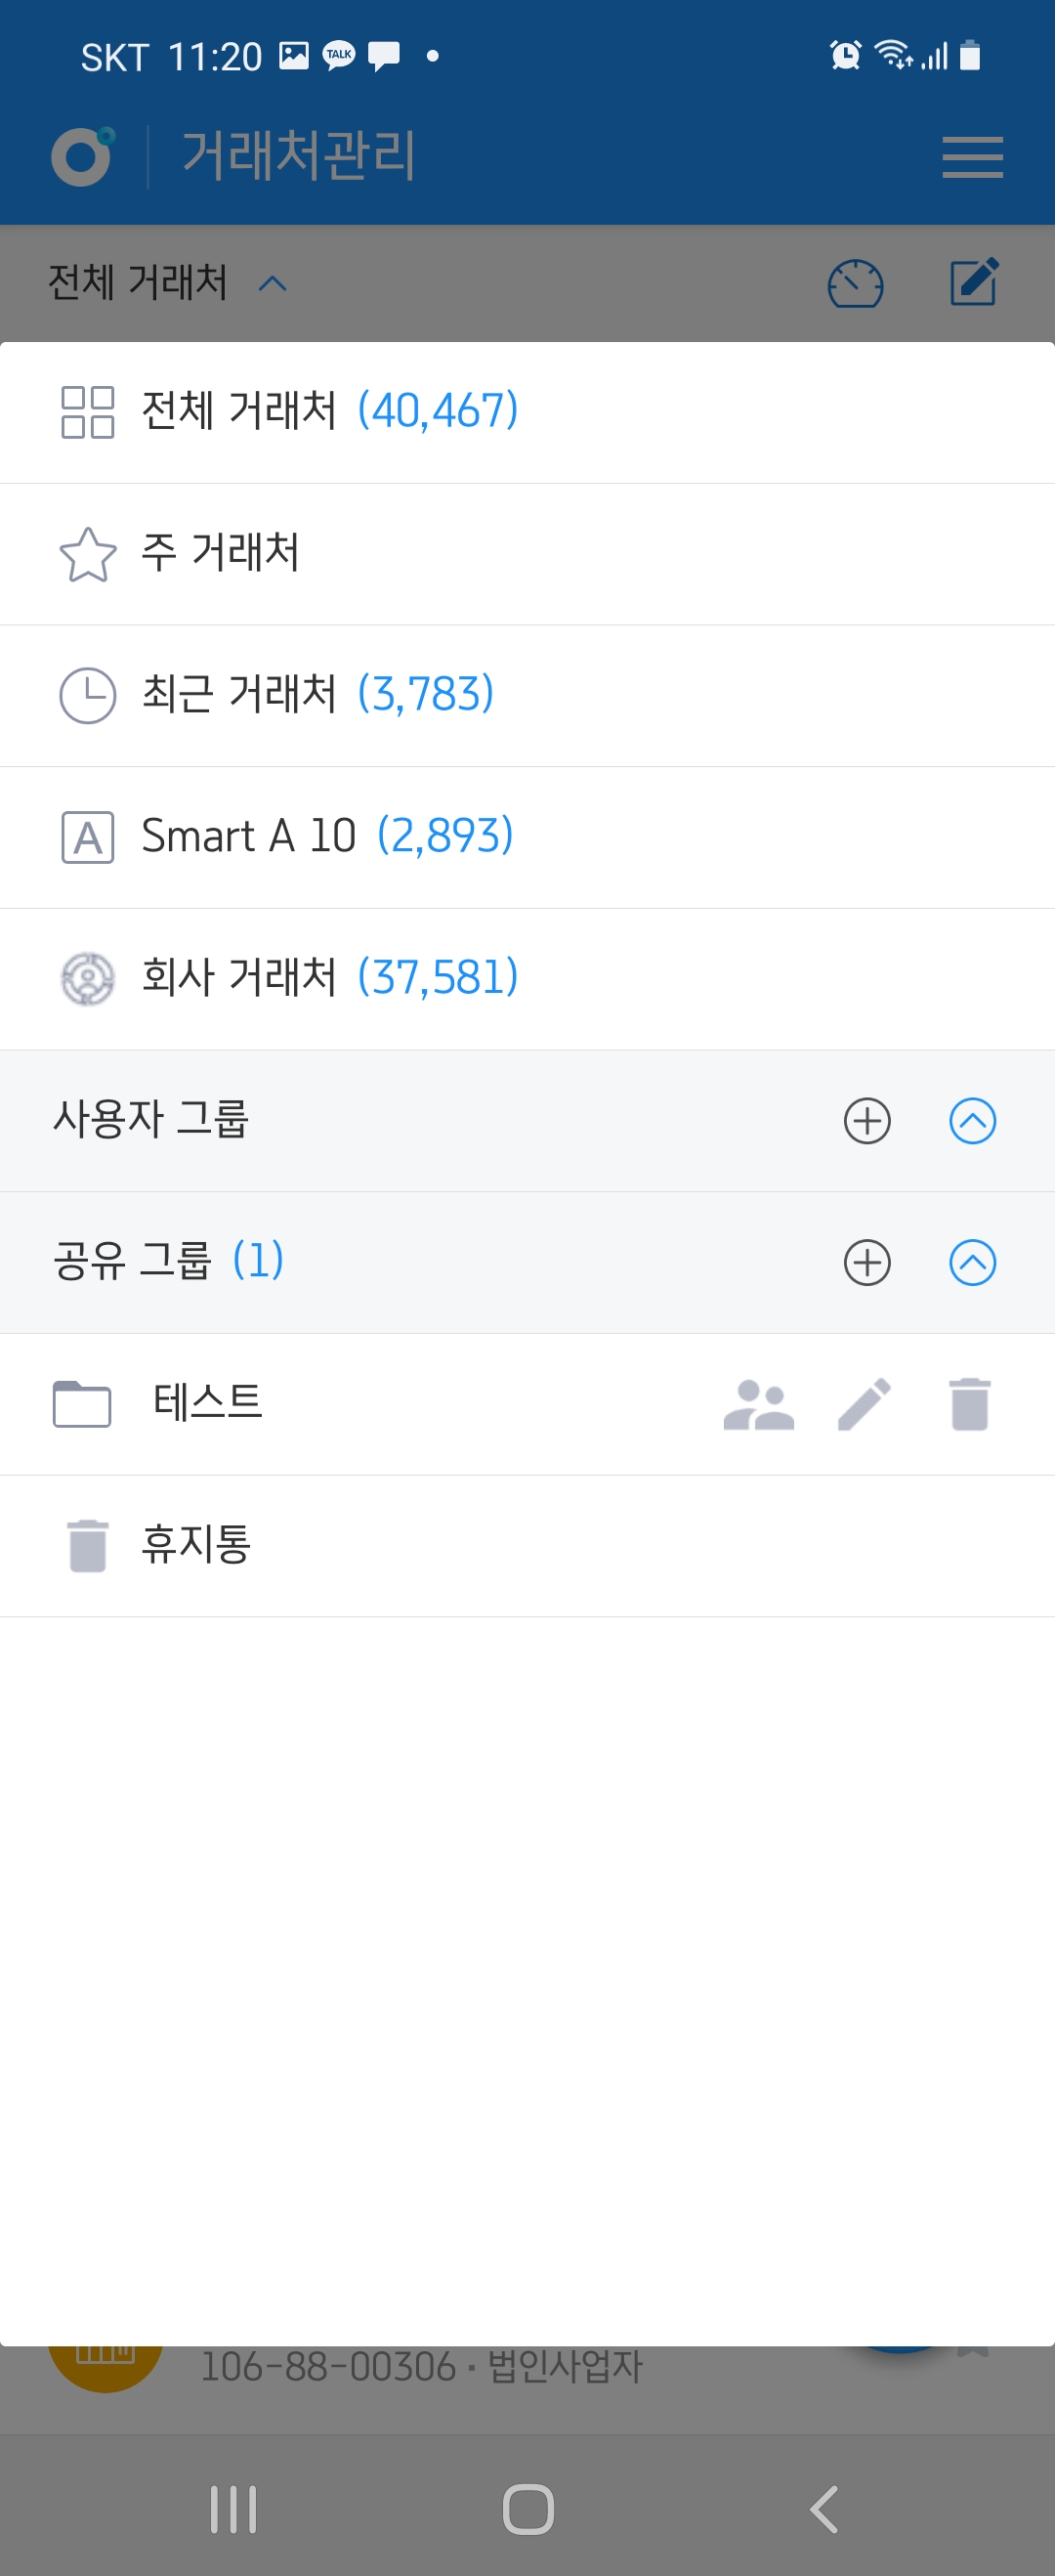 SKT 11:20 TALK
거래처관리
전체 거래처
전체 거래처 (40,467)
주 거래처
최근 거래처 (3,783)
A Smart A 10 (2,893)
회사 거래처 (37,581)
사용자 그룹
공유 그룹 (1)
테스트
휴지통
106-88-00306 · 법인사업자